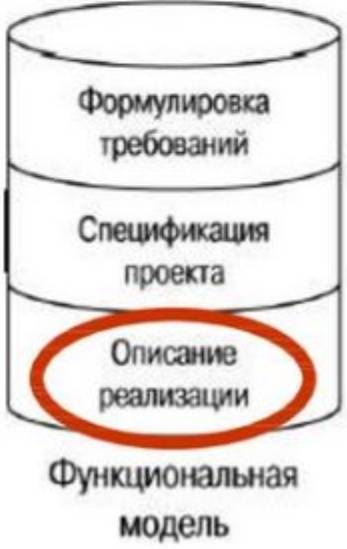 Формулировка
требований
Спецификация
проекта
Описание
реализации
Функциональная
модель